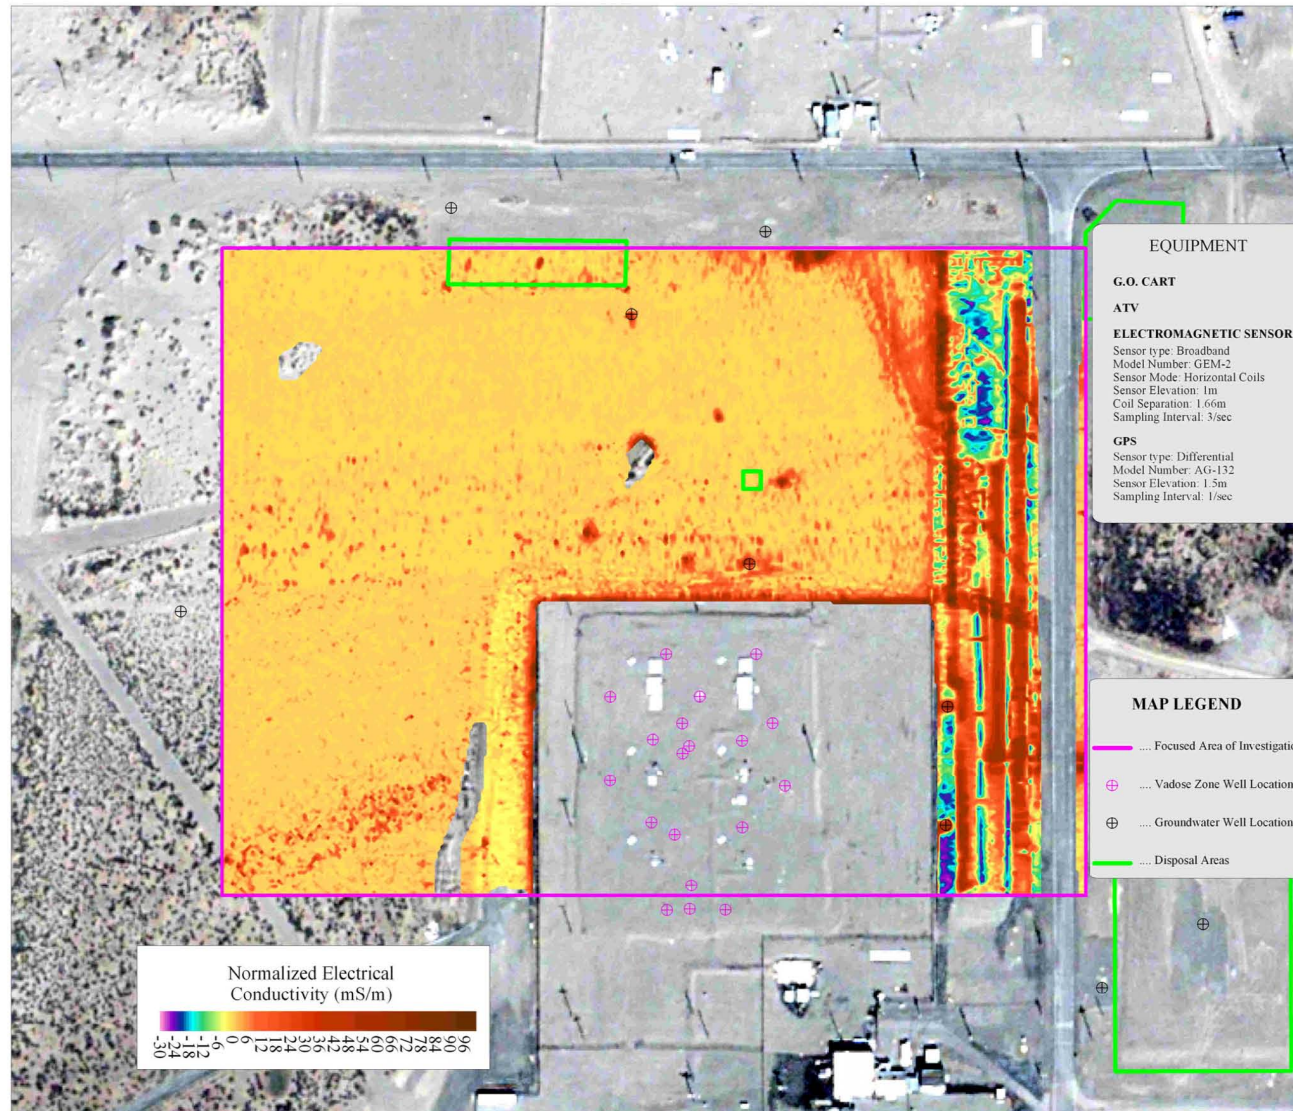 EQUIPMENT
G.O. CART
ATV
ELECTROMAGNETIC SENSOR
Sensor type: Broadband
Model Number: GEM-2
Sensor Mode: Horizontal Coils
Sensor Elevation: 1m
Coil Separation: 1.66m
Sampling Interval: 3/sec
GPS
Sensor type: Differential
Model Number: AG-132
Sensor Elevation: 1.5m
Sampling Interval: 1/sec
MAP LEGEND
.... Focused Area of Investigatio
.... Vadose Zone Well Location
.... Groundwater Well Location
.... Disposal Areas
Normalized Electrical
Conductivity (mS/m)
-30 -24 -18 -12 -6 0 6 12 18 24 30 36 42 48 54 60 66 72 78 84 90 96